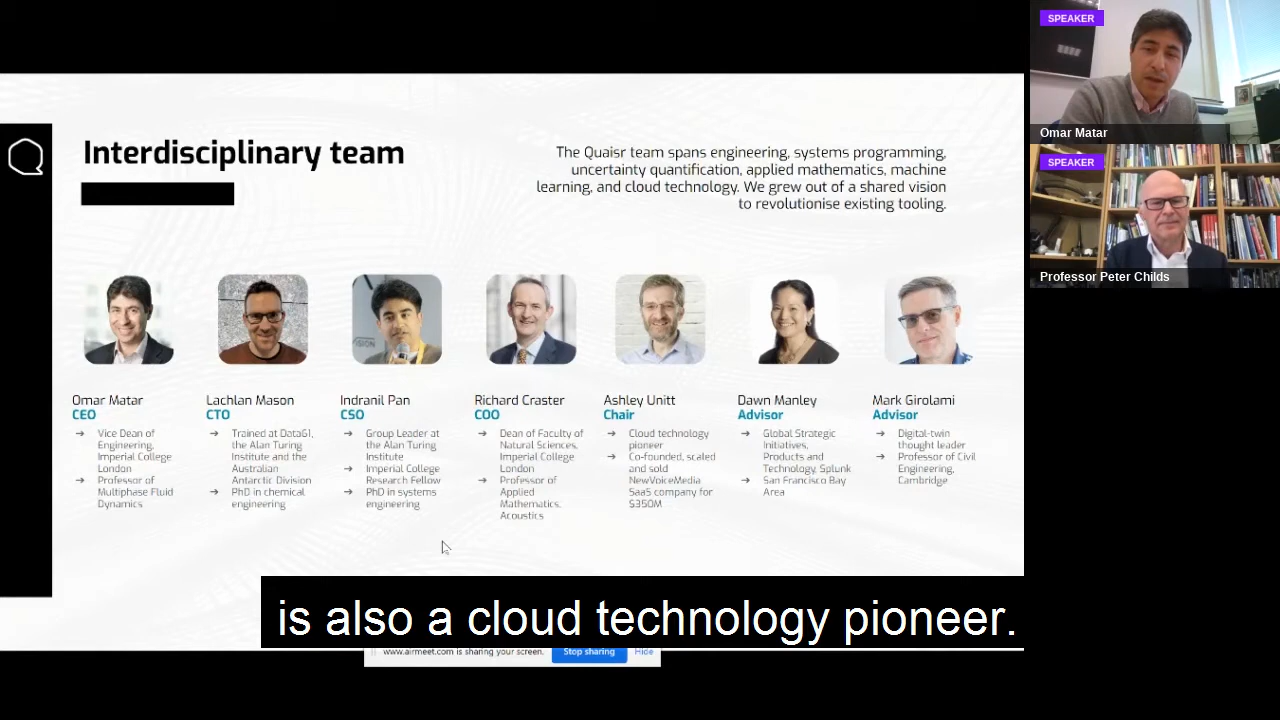 SPEAKER
Omar Matar
SPEAKER
Professor Peter Childs
Interdisciplinary team
The Quaisr team spans engineering, systems programming,
uncertainty quantification, applied mathematics, machine
learning, and cloud technology. We grew out of a shared vision
to revolutionise existing tooling.
Omar Matar
CEO
Vice Dean of
Engineering,
Imperial College
London
Professor of
Multiphase Fluid
Dynamics
Lachlan Mason
CTO
Trained at Data61,
the Alan Turing
Institute and the
Australian
Antarctic Division
PhD in chemical
engineering
Indranil Pan
CSO
Group Leader at
the Alan Turing
Institute
Imperial College
Research Fellow
PhD in systems
engineering
Richard Craster
COO
Dean of Faculty of
Natural Sciences,
Imperial College
London
Professor of
Applied
Mathematics,
Acoustics
Ashley Unitt
Chair
Cloud technology
pioneer
Co-founded, scaled
and sold
NewVoiceMedia
SaaS company for
$350M
Dawn Manley
Advisor
Global Strategic
Initiatives,
Products and
Technology, Splunk
San Francisco Bay
Area
Mark Girolami
Advisor
Digital-twin
thought leader
Professor of Civil
Engineering,
Cambridge
is also a cloud technology pioneer.
www.airmeet.com is sharing your screen. Stop sharing Hide